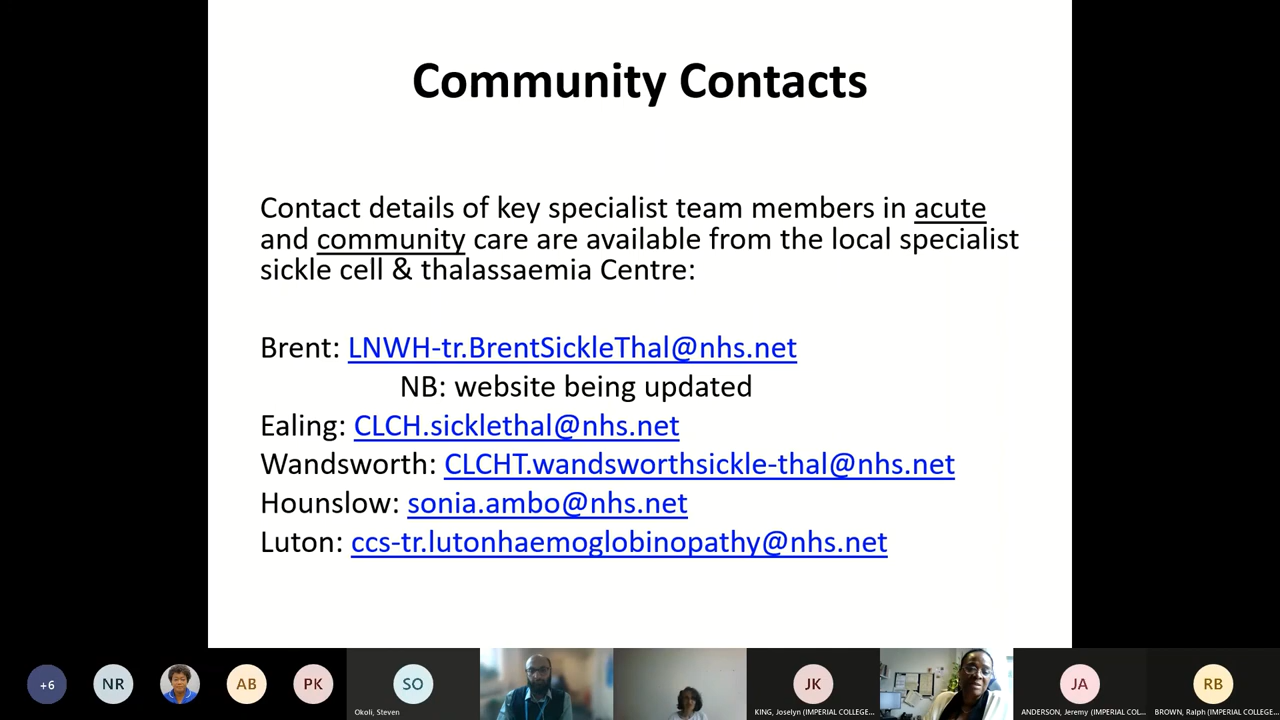 Community Contacts
Contact details of key specialist team members in acute
and community care are available from the local specialist
sickle cell & thalassaemia Centre:
Brent: LNWH-tr.BrentSickleThal@nhs.net
NB: website being updated
Ealing: CLCH.sicklethal@nhs.net
Wandsworth: CLCHT.wandsworthsickle-thal@nhs.net
Hounslow: sonia.ambo@nhs.net
Luton: ccs-tr.lutonhaemoglobinopathy@nhs.net
+6
NR
AB
PK
SO
Okoli, Steven
JK
KING, Joselyn (IMPERIAL COLLEGE...
JA
ANDERSON, Jeremy (IMPERIAL COL...
RB
BROWN, Ralph (IMPERIAL COLLEGE...